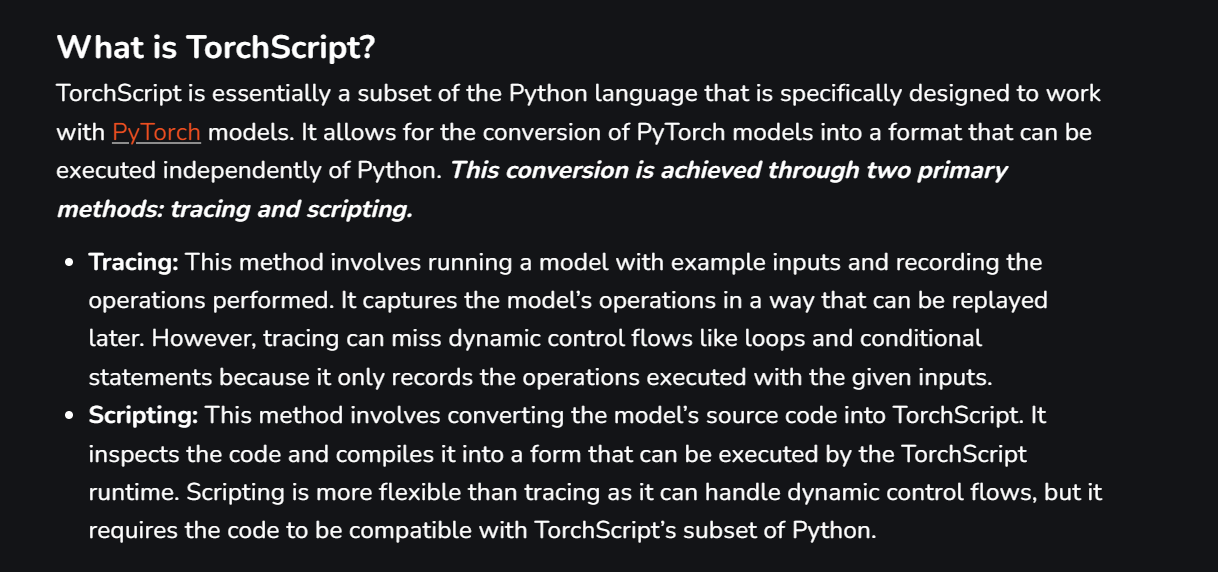 What is TorchScript?
TorchScript is essentially a subset of the Python language that is specifically designed to work
with PyTorch models. It allows for the conversion of PyTorch models into a format that can be
executed independently of Python. This conversion is achieved through two primary
methods: tracing and scripting.
• Tracing: This method involves running a model with example inputs and recording the
operations performed. It captures the model’s operations in a way that can be replayed
later. However, tracing can miss dynamic control flows like loops and conditional
statements because it only records the operations executed with the given inputs.
• Scripting: This method involves converting the model’s source code into TorchScript. It
inspects the code and compiles it into a form that can be executed by the TorchScript
runtime. Scripting is more flexible than tracing as it can handle dynamic control flows, but it
requires the code to be compatible with TorchScript’s subset of Python.